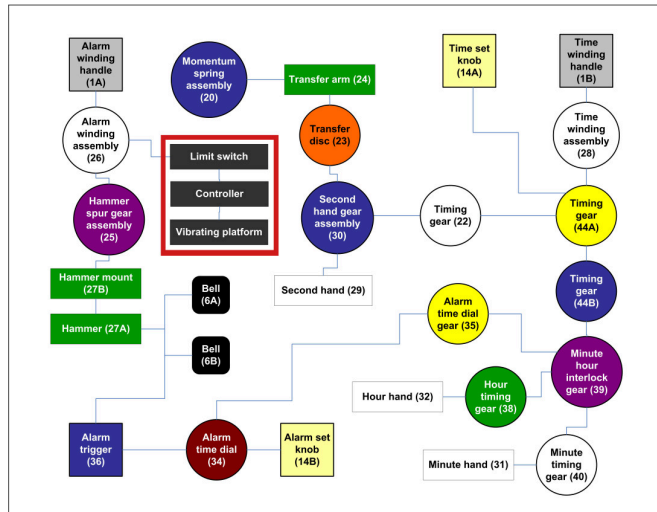 Alarm
winding
handle
(1A)
Momentum
spring
assembly
(20)
Transfer arm (24)
Time set
knob
(14A)
Time
winding
handle
(1B)
Alarm
winding
assembly
(26)
Limit switch
Controller
Vibrating platform
Transfer
disc (23)
Time
winding
assembly
(28)
Hammer
spur gear
assembly
(25)
Second
hand gear
assembly
(30)
Timing
gear (22)
Timing
gear
(44A)
Hammer mount
(27B)
Bell
(6A)
Second hand (29)
Timing
gear
(44B)
Hammer (27A)
Alarm
time dial
gear (35)
Bell
(6B)
Minute
hour
interlock
gear (39)
Hour hand (32)
Hour
timing
gear (38)
Alarm
trigger
(36)
Alarm
time dial
(34)
Alarm set
knob
(14B)
Minute hand (31)
Minute
timing
gear
(40)